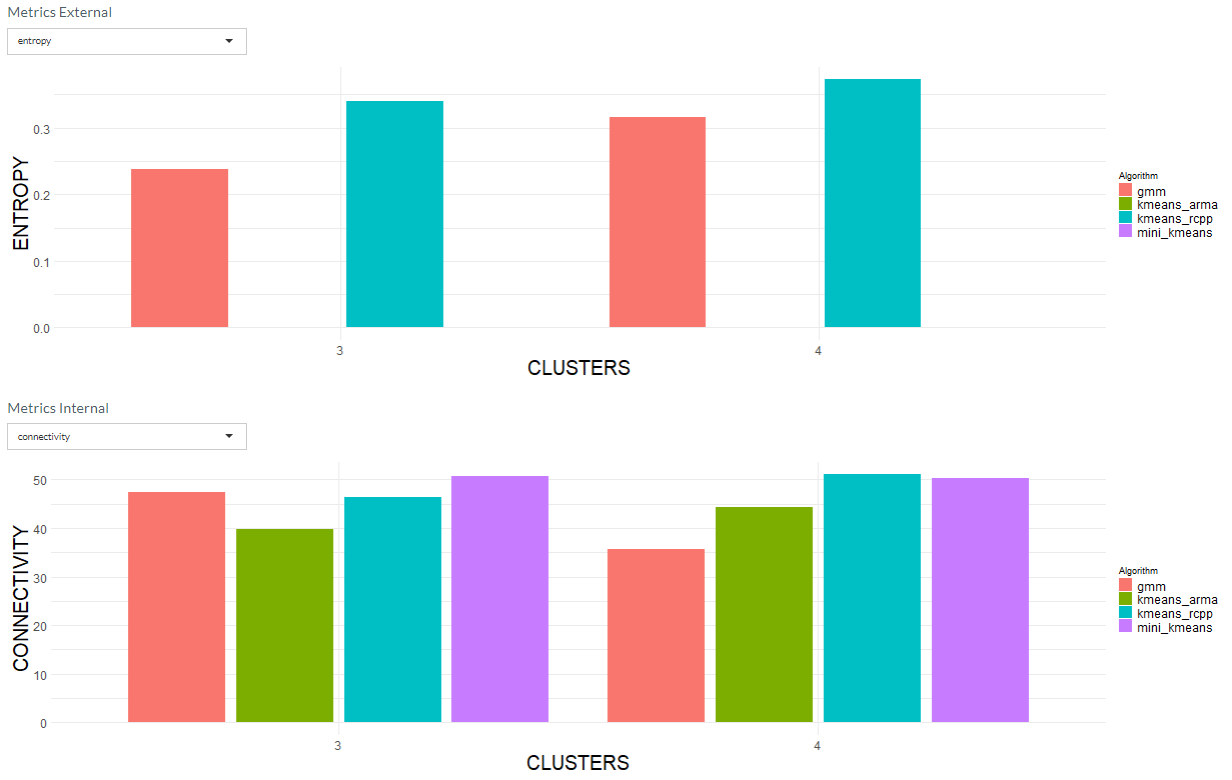 Metrics External
entropy
ENTROPY
0.3
0.2
0.1
0.0
3
4
CLUSTERS
Algorithm
gmm
kmeans_arma
kmeans_rcpp
mini_kmeans
Metrics Internal
connectivity
CONNECTIVITY
50
40
30
20
10
0
3
4
CLUSTERS
Algorithm
gmm
kmeans_arma
kmeans_rcpp
mini_kmeans